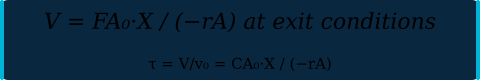 V = FA₀·X / (−rA) at exit conditions
τ = V/v₀ = CA₀·X / (−rA)